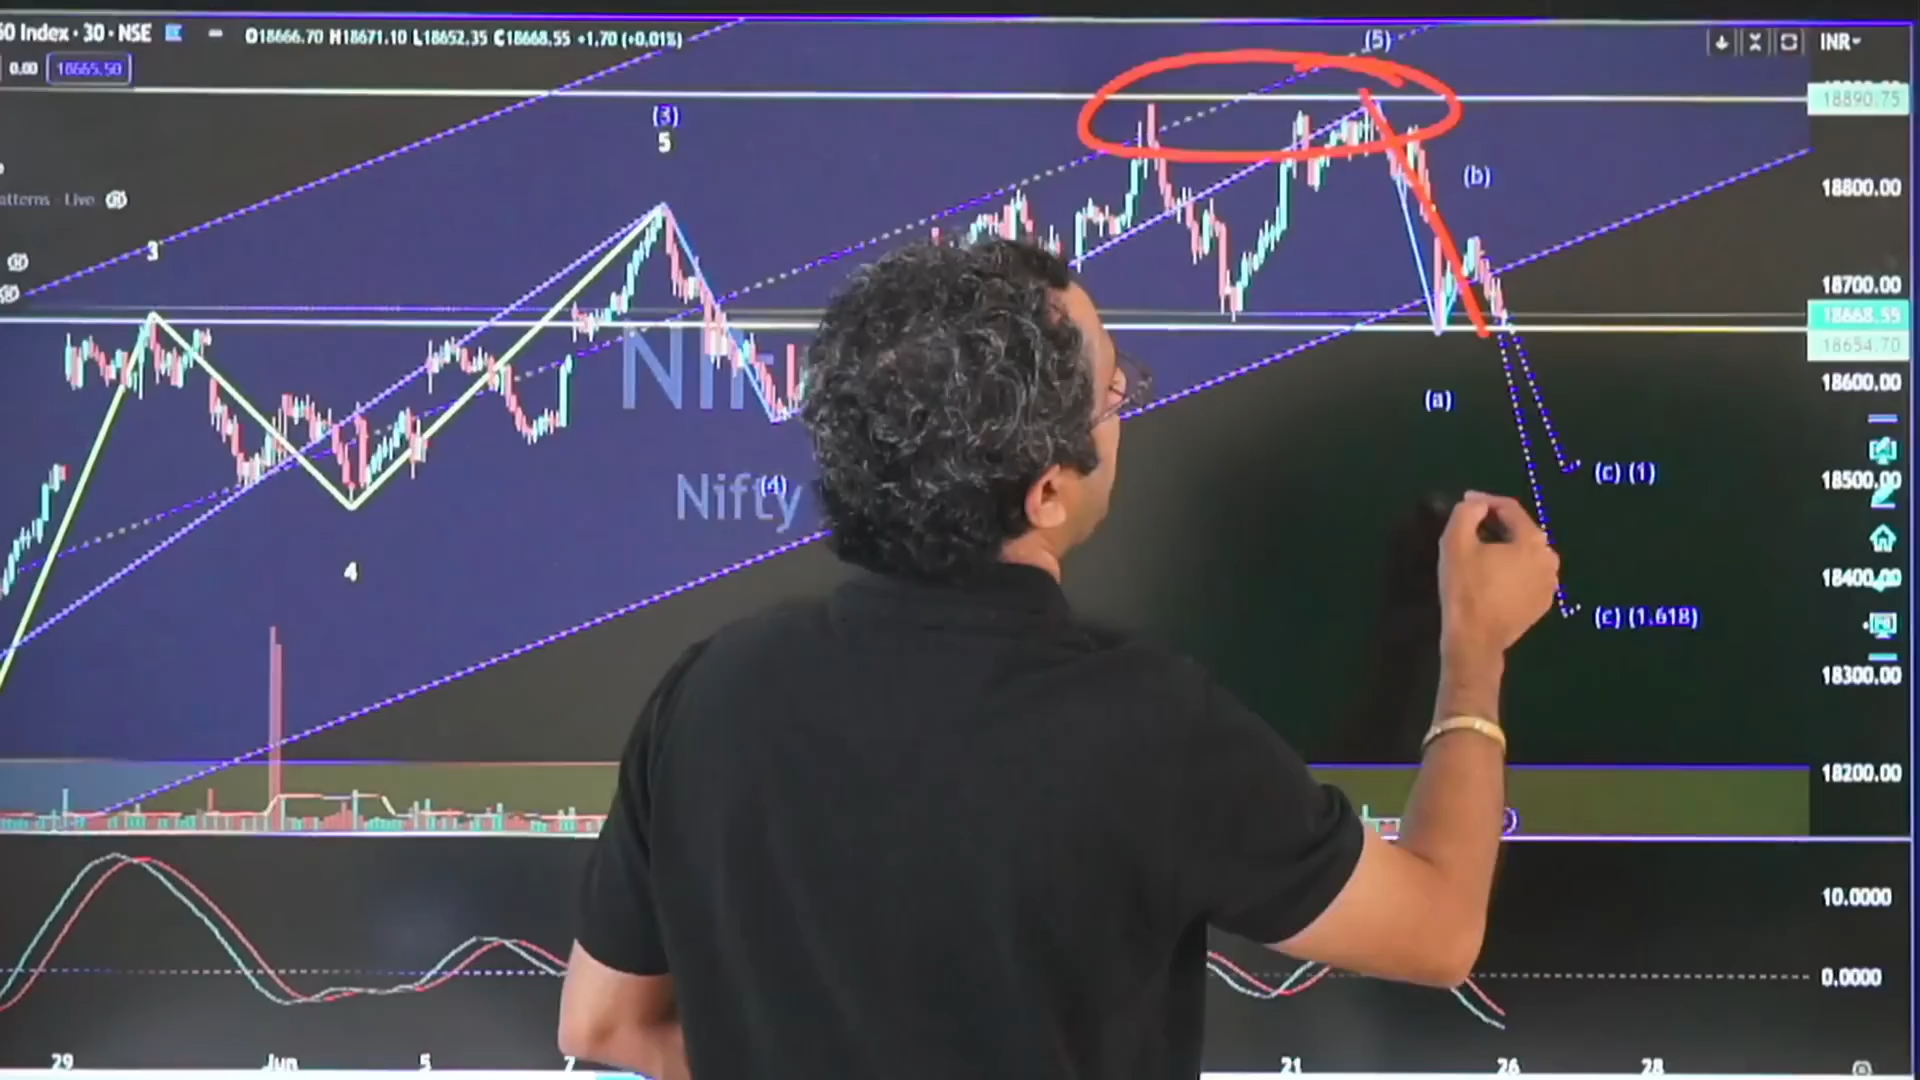 50 Index · 30 · NSE
O18666.70 H18671.10 L18652.35 C18668.55 +1.70 (+0.01%)
INR
0.00 18665.50
(5)
18890.75
(3)
5
(b)
18800.00
atterns - Live
3
18700.00
18668.55
18654.70
18600.00
(a)
(c) (1)
18500.00
Nifty
(4)
4
18400.00
(c) (1.618)
18300.00
18200.00
10.0000
0.0000
29 Jun 5 7 21 26 28